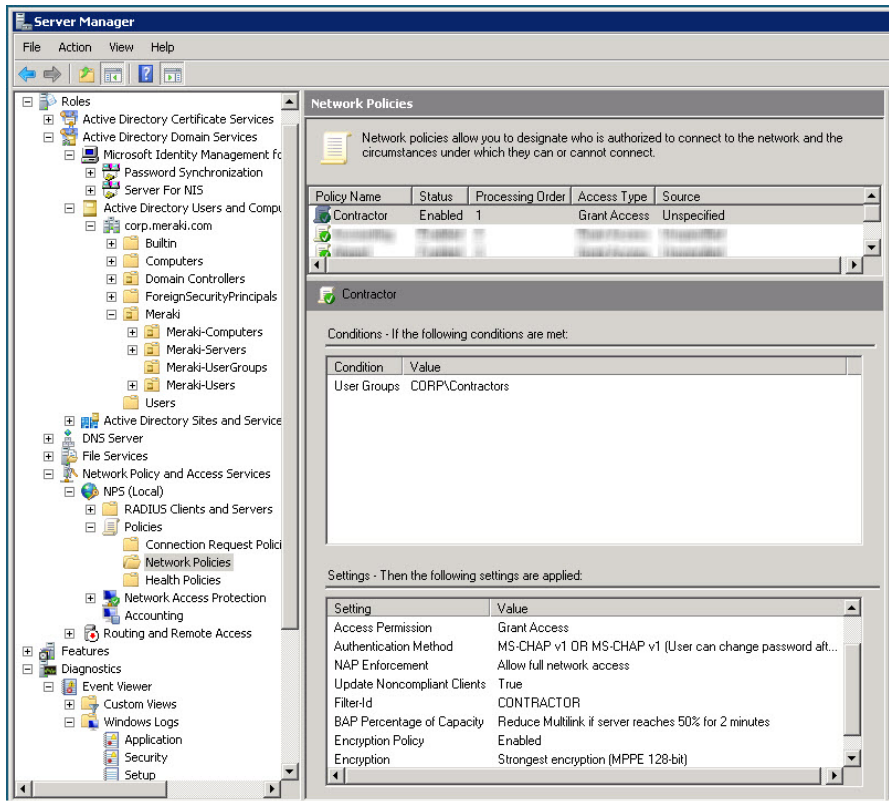 Server Manager
File Action View Help
Roles
Active Directory Certificate Services
Active Directory Domain Services
Microsoft Identity Management fo
Password Synchronization
Server For NIS
Active Directory Users and Compu
corp.meraki.com
Builtin
Computers
Domain Controllers
ForeignSecurityPrincipals
Meraki
Meraki-Computers
Meraki-Servers
Meraki-UserGroups
Meraki-Users
Users
Active Directory Sites and Service
DNS Server
File Services
Network Policy and Access Services
NPS (Local)
RADIUS Clients and Servers
Policies
Connection Request Polici
Network Policies
Health Policies
Network Access Protection
Accounting
Routing and Remote Access
Features
Diagnostics
Event Viewer
Custom Views
Windows Logs
Application
Security
Setup
Network Policies
Network policies allow you to designate who is authorized to connect to the network and the
circumstances under which they can or cannot connect.
Policy Name Status Processing Order Access Type Source
Contractor Enabled 1 Grant Access Unspecified
Contractor
Conditions - If the following conditions are met:
Condition Value
User Groups CORP\Contractors
Settings - Then the following settings are applied:
Setting Value
Access Permission Grant Access
Authentication Method MS-CHAP v1 OR MS-CHAP v1 (User can change password aft...
NAP Enforcement Allow full network access
Update Noncompliant Clients True
Filter-Id CONTRACTOR
BAP Percentage of Capacity Reduce Multilink if server reaches 50% for 2 minutes
Encryption Policy Enabled
Encryption Strongest encryption (MPPE 128-bit)